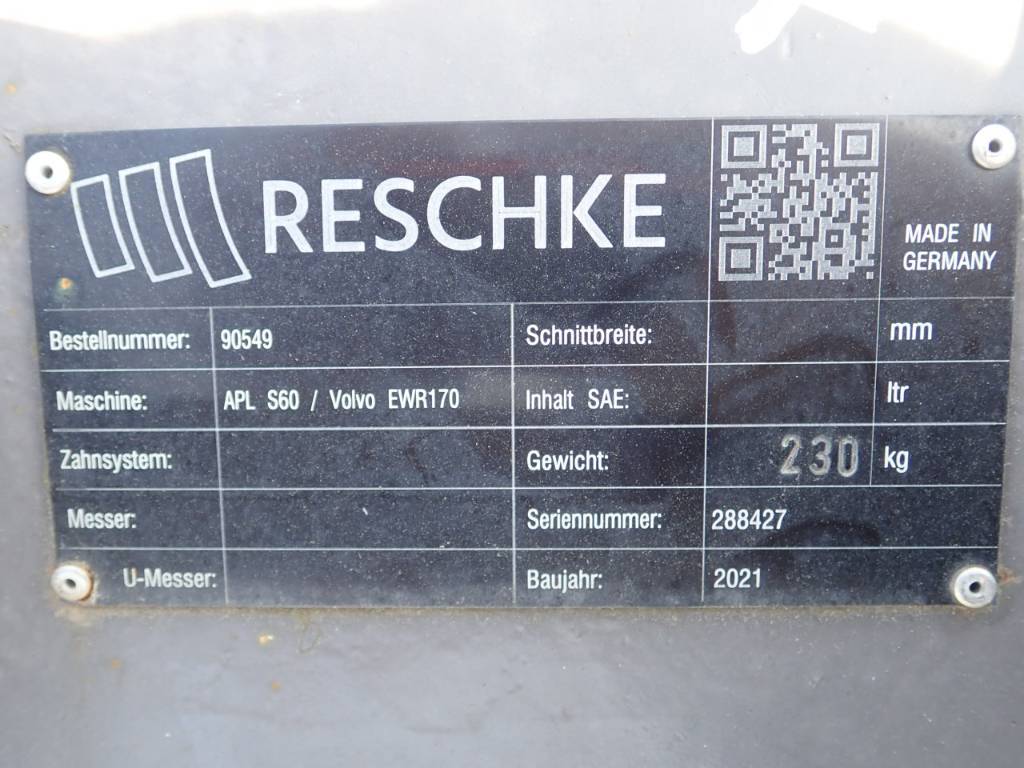 RESCHKE
MADE IN
GERMANY
Bestellnummer: 90549 Schnittbreite: mm
Maschine: APL S60 / Volvo EWR170 Inhalt SAE: ltr
Zahnsystem: Gewicht: 230 kg
Messer: Seriennummer: 288427
U-Messer: Baujahr: 2021